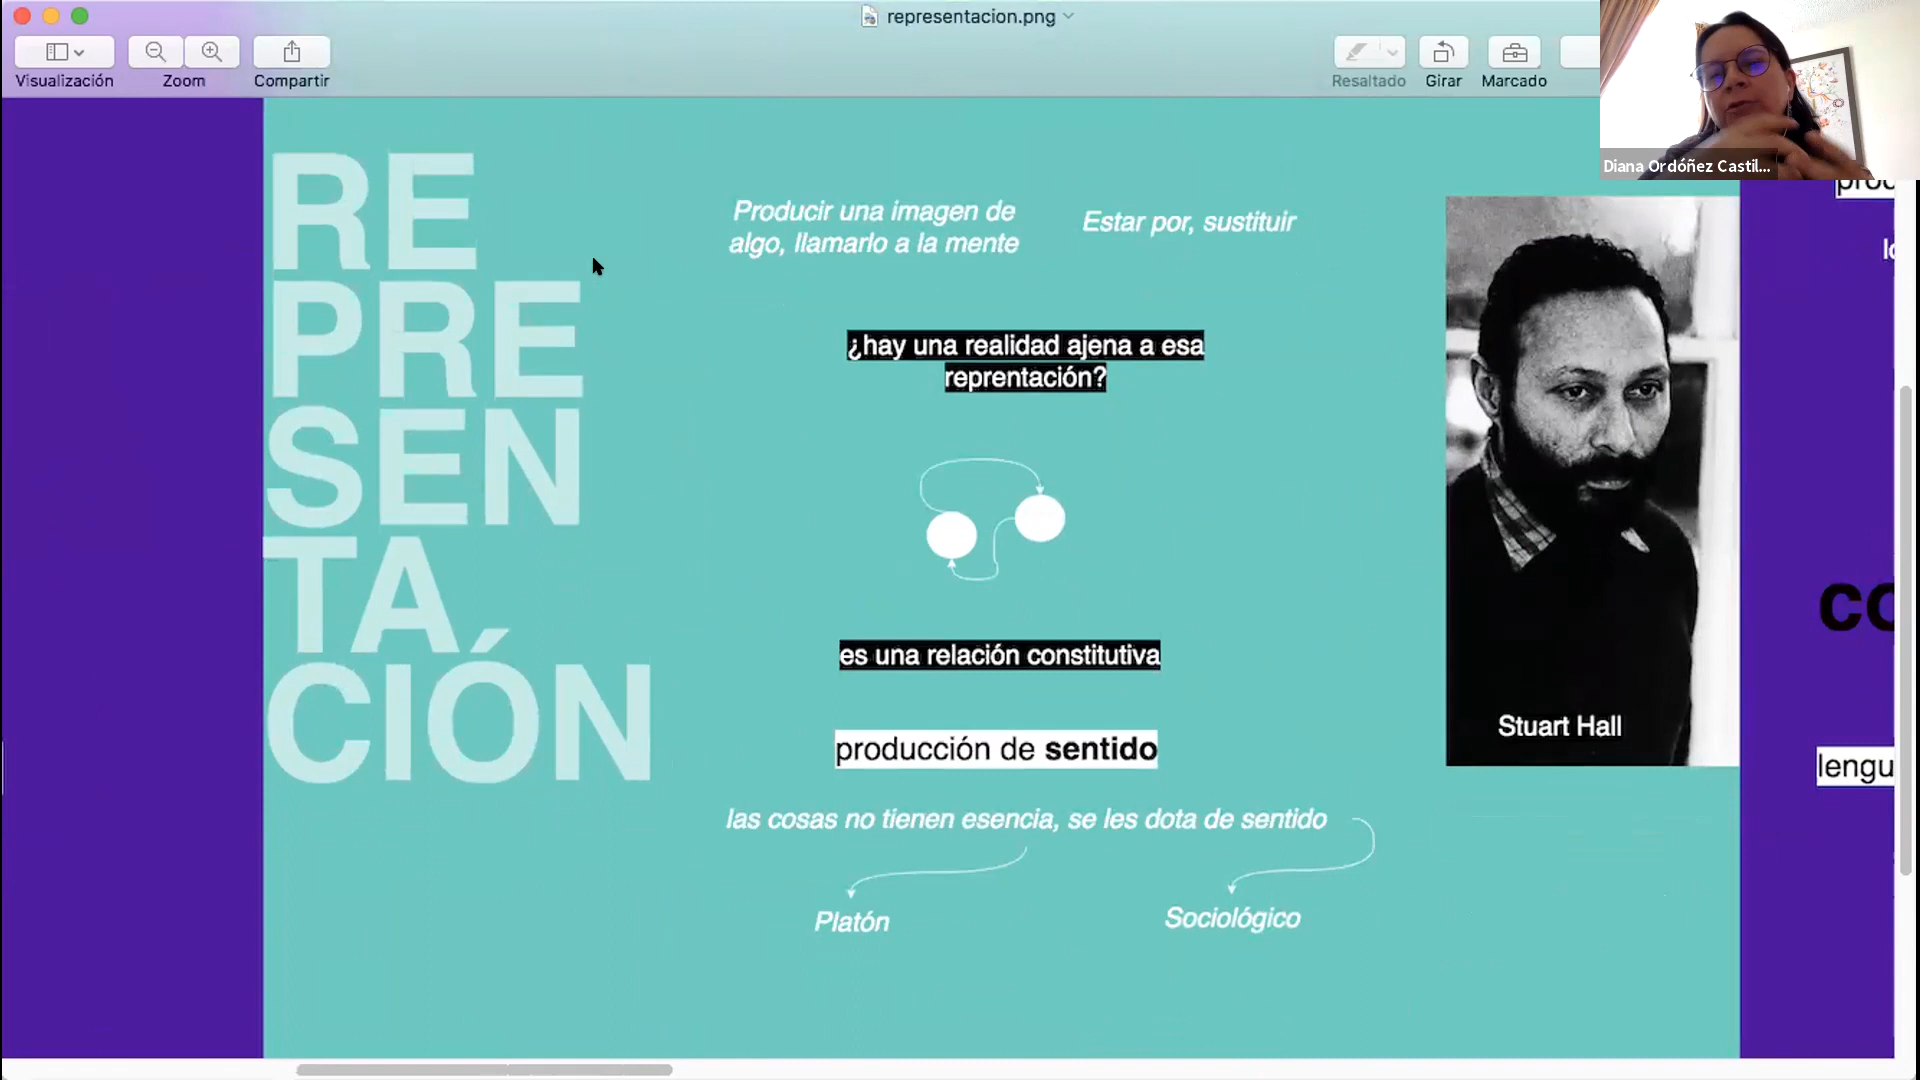 representacion.png
Visualización
Zoom
Compartir
Resaltado
Girar
Marcado
Diana Ordóñez Castil...
RE
PRE
SEN
TA
CIÓN
Producir una imagen de
algo, llamarlo a la mente
Estar por, sustituir
¿hay una realidad ajena a esa
reprentación?
es una relación constitutiva
producción de sentido
las cosas no tienen esencia, se les dota de sentido
Platón
Sociológico
Stuart Hall
co
lengu